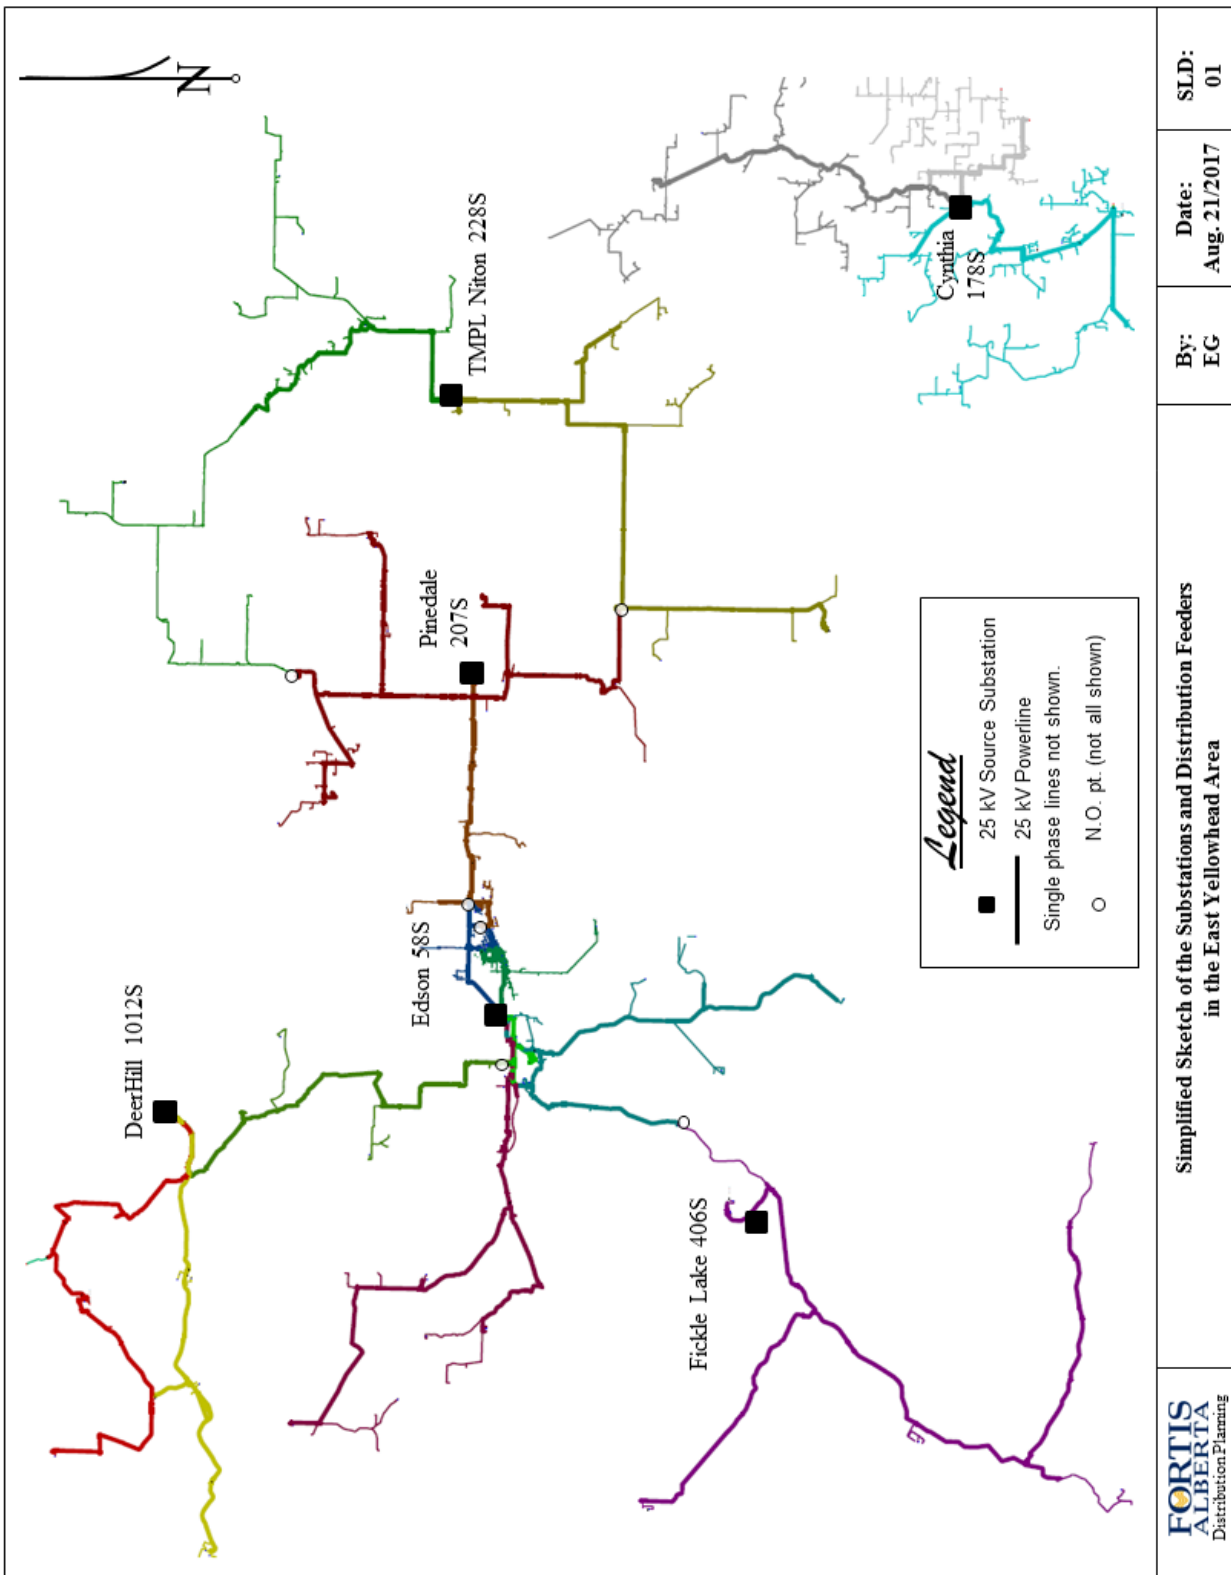 N
DeerHill 1012S
Edson 58S
Pinedale
207S
TMPL Niton 228S
Fickle Lake 406S
Cynthia
178S
Legend
25 kV Source Substation
25 kV Powerline
Single phase lines not shown.
N.O. pt. (not all shown)
FORTIS
ALBERTA
Distribution Planning
Simplified Sketch of the Substations and Distribution Feeders
in the East Yellowhead Area
By:
EG
Date:
Aug. 21/2017
SLD:
01